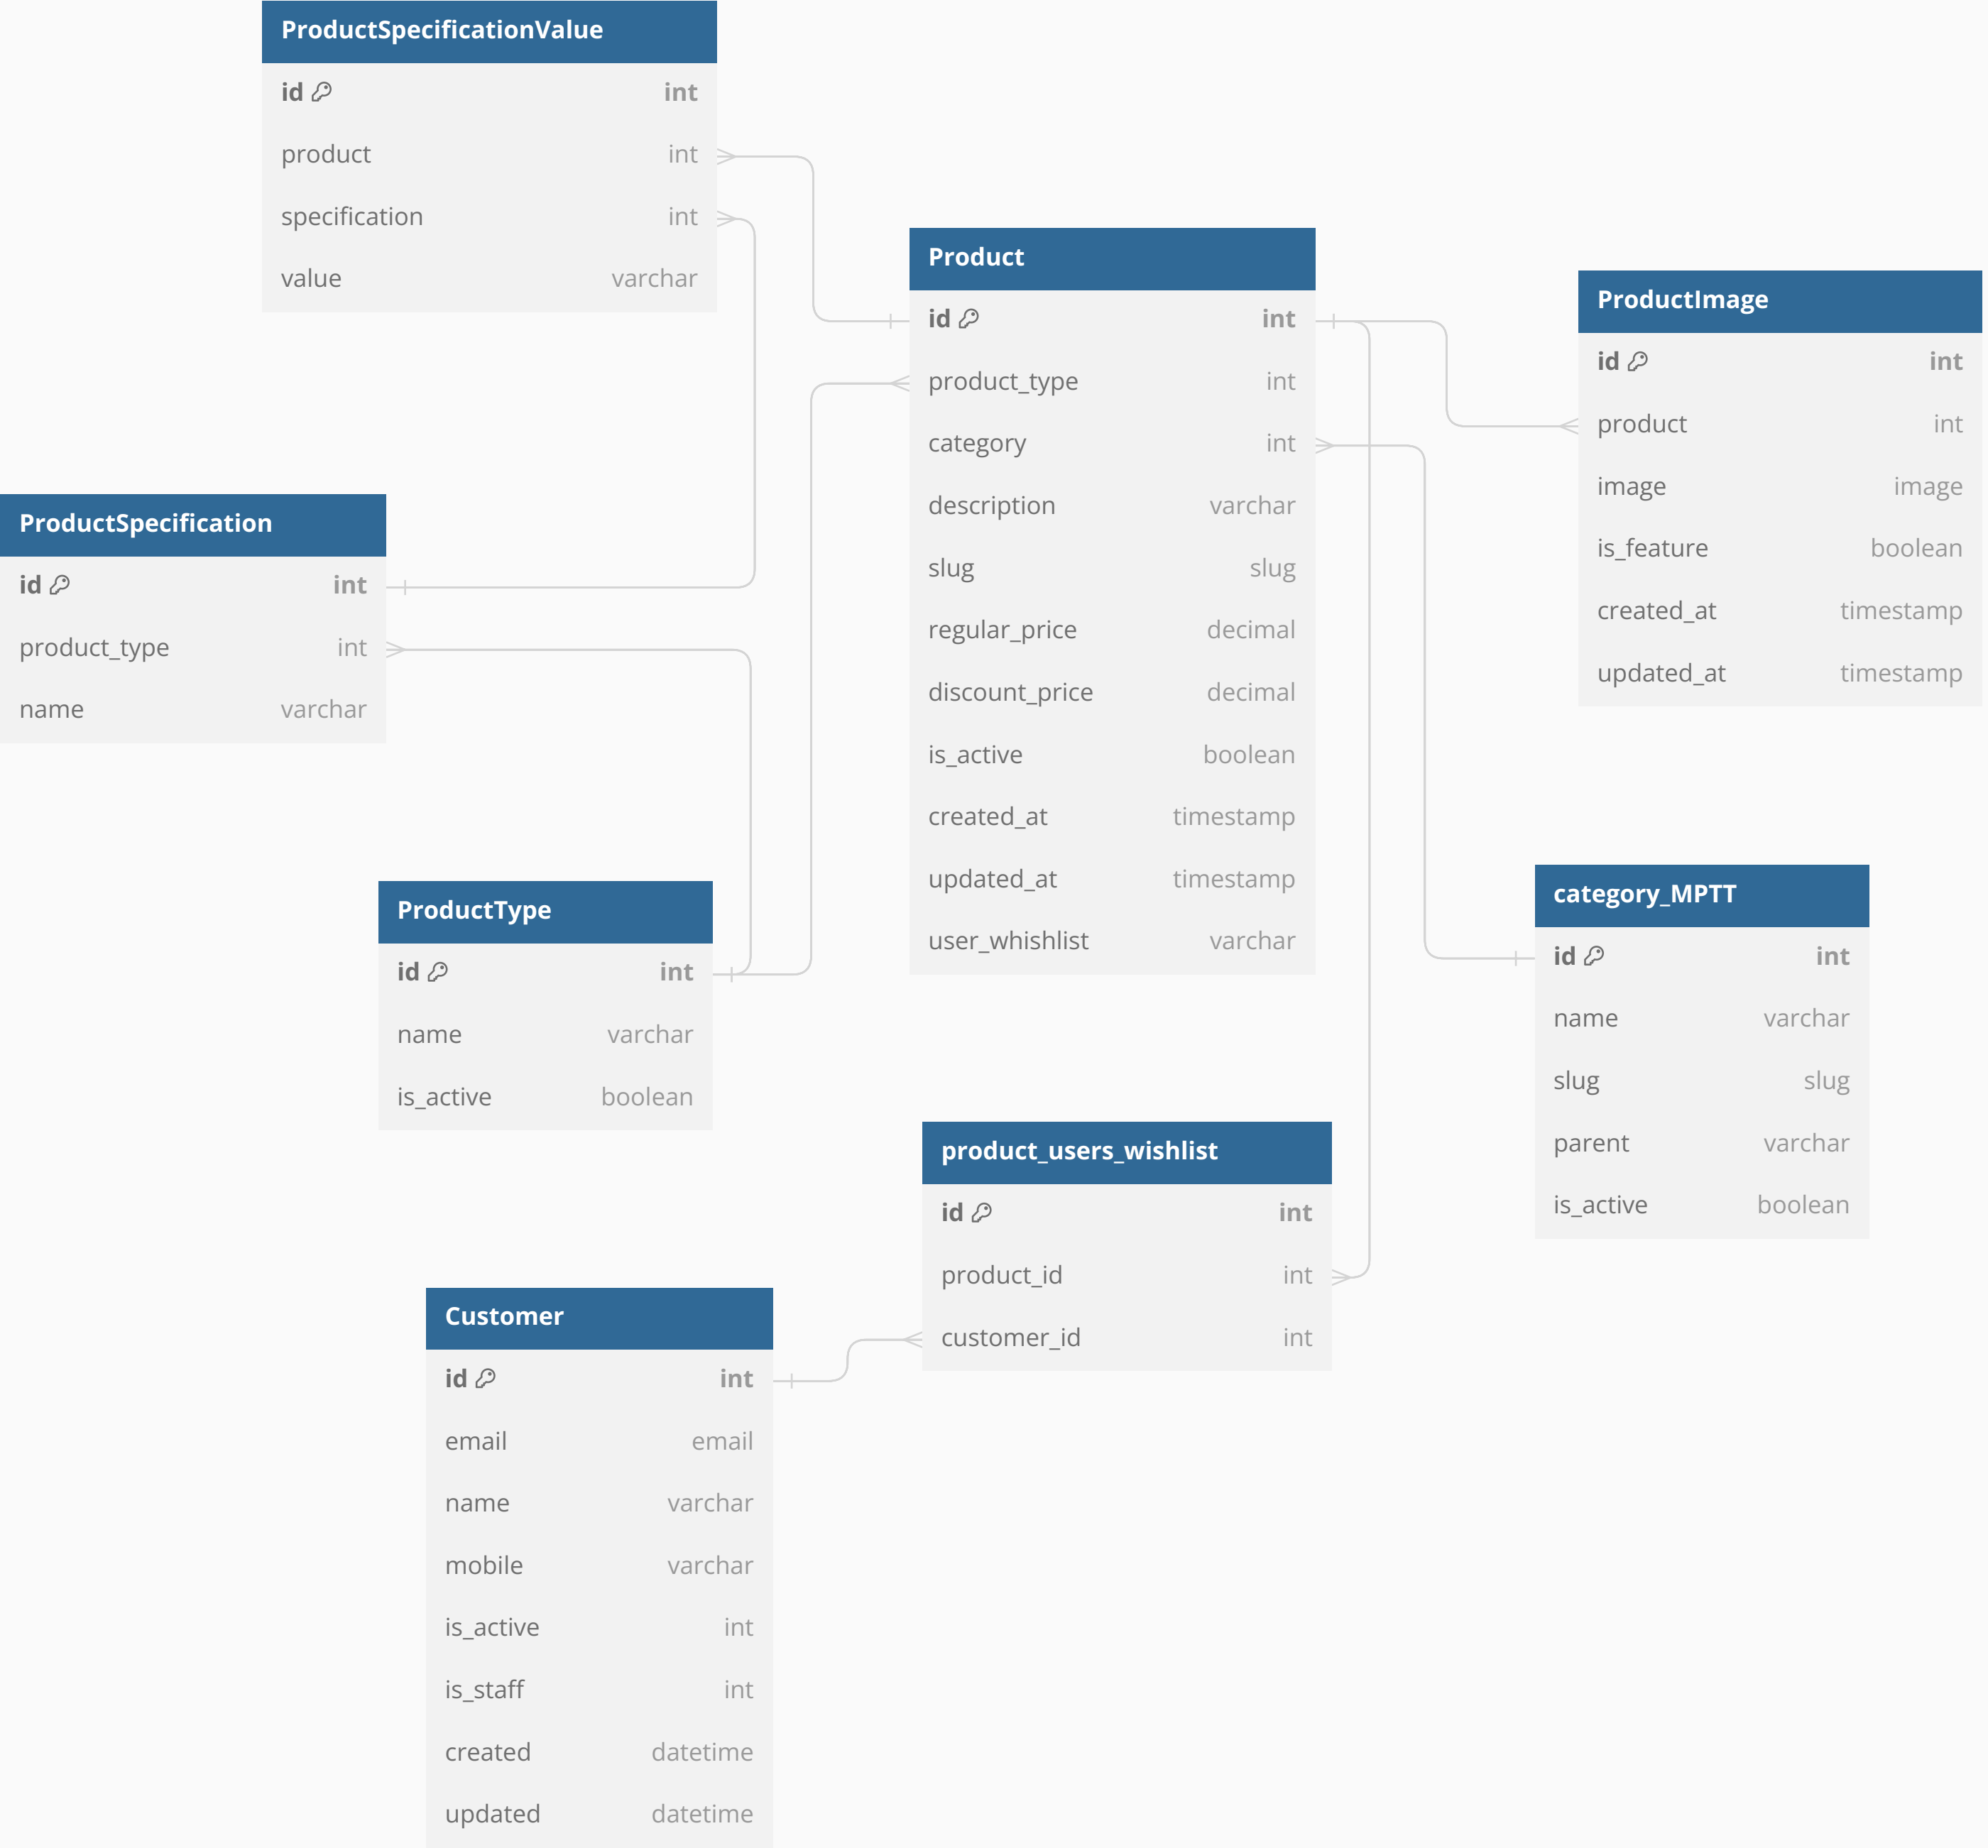 ProductSpecificationValue
id int
product int
specification int
value varchar
Product
id int
product_type int
category int
description varchar
slug slug
regular_price decimal
discount_price decimal
is_active boolean
created_at timestamp
updated_at timestamp
user_whishlist varchar
ProductImage
id int
product int
image image
is_feature boolean
created_at timestamp
updated_at timestamp
ProductSpecification
id int
product_type int
name varchar
ProductType
id int
name varchar
is_active boolean
category_MPTT
id int
name varchar
slug slug
parent varchar
is_active boolean
product_users_wishlist
id int
product_id int
customer_id int
Customer
id int
email email
name varchar
mobile varchar
is_active int
is_staff int
created datetime
updated datetime